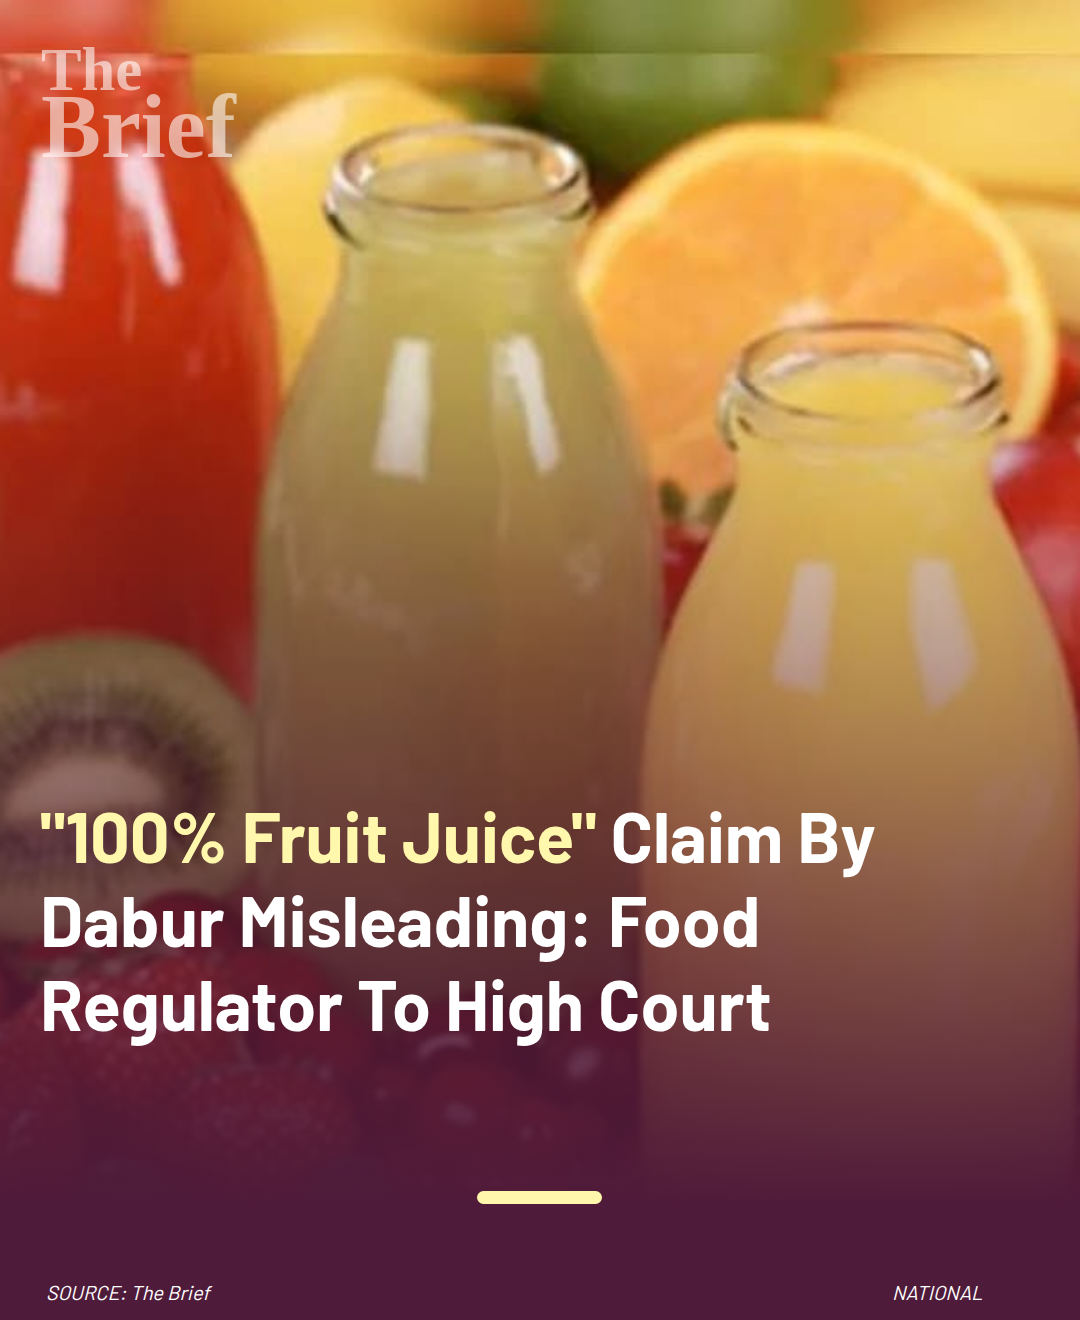 The
Brief
"100% Fruit Juice" Claim By
Dabur Misleading: Food
Regulator To High Court
SOURCE: The Brief
NATIONAL